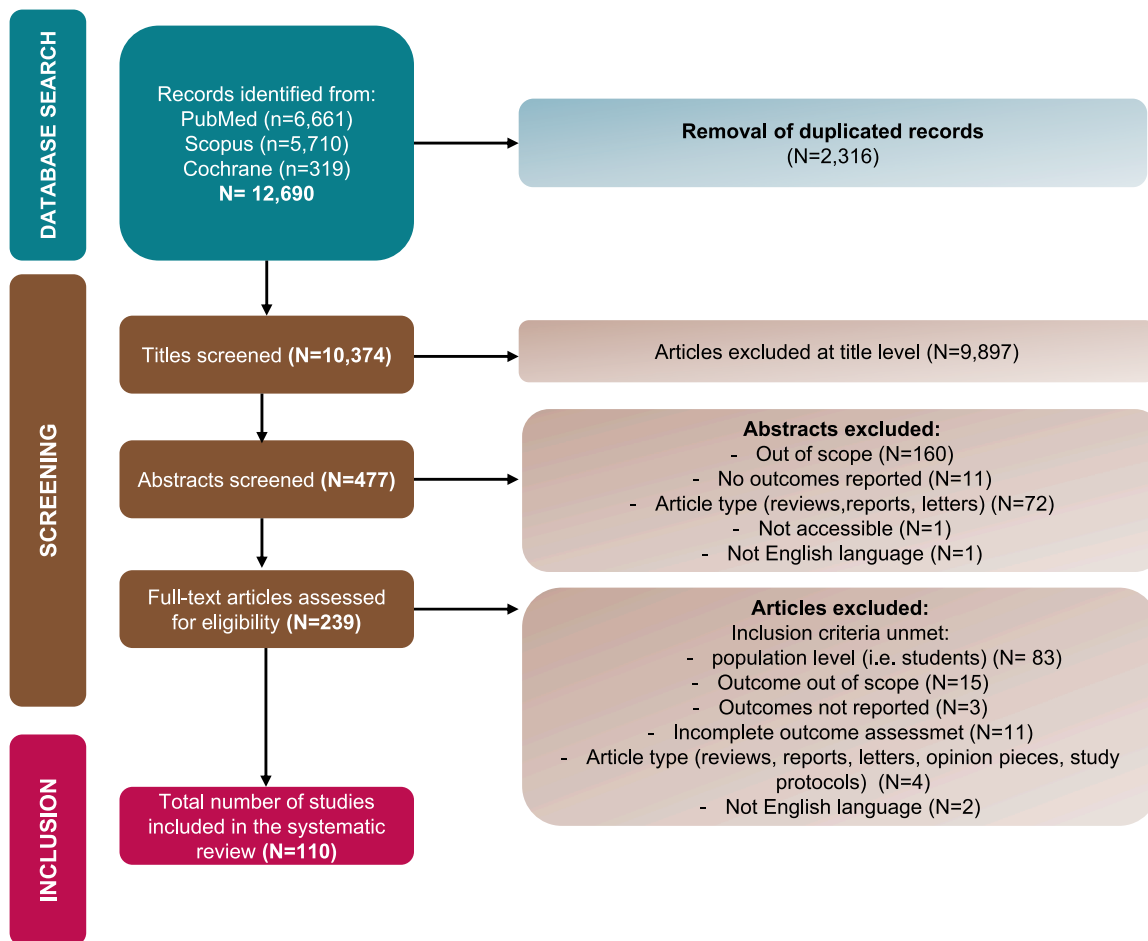 DATABASE SEARCH
Records identified from:
PubMed (n=6,661)
Scopus (n=5,710)
Cochrane (n=319)
N= 12,690
Removal of duplicated records
(N=2,316)
SCREENING
Titles screened (N=10,374)
Articles excluded at title level (N=9,897)
Abstracts screened (N=477)
Abstracts excluded:
- Out of scope (N=160)
- No outcomes reported (N=11)
- Article type (reviews,reports, letters) (N=72)
- Not accessible (N=1)
- Not English language (N=1)
Full-text articles assessed
for eligibility (N=239)
Articles excluded:
Inclusion criteria unmet:
- population level (i.e. students) (N= 83)
- Outcome out of scope (N=15)
- Outcomes not reported (N=3)
- Incomplete outcome assessmet (N=11)
- Article type (reviews, reports, letters, opinion pieces, study
protocols) (N=4)
- Not English language (N=2)
INCLUSION
Total number of studies
included in the systematic
review (N=110)